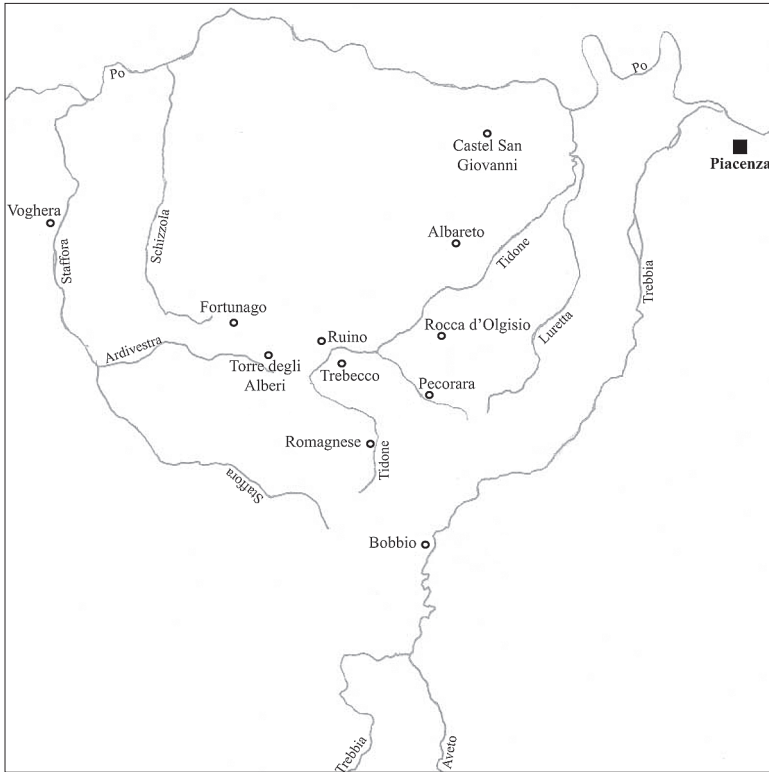 Po
Po
Castel San
Giovanni
Piacenza
Voghera
Staffora
Schizzola
Albareto
Tidone
Trebbia
Fortunago
Ruino
Rocca d'Olgisio
Luretta
Ardivestra
Torre degli
Alberi
Trebecco
Pecorara
Romagnese
Tidone
Staffora
Bobbio
Trebbia
Aveto